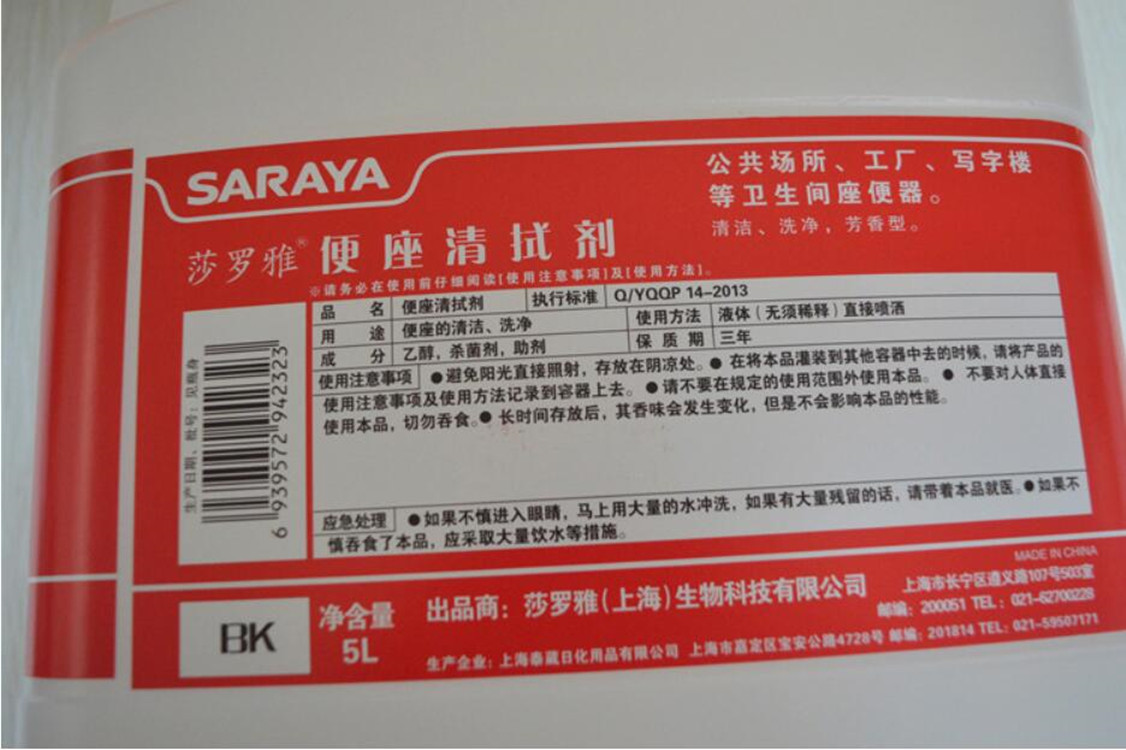 SARAYA
公共场所、工厂、写字楼
等卫生间座便器。
清洁、洗净，芳香型。
莎罗雅® 便座清拭剂
※请务必在使用前仔细阅读[使用注意事项]及[使用方法]。
品 名 便座清拭剂 执行标准 Q/YQQP 14-2013
用 途 便座的清洁、洗净 使用方法 液体（无须稀释）直接喷洒
成 分 乙醇，杀菌剂，助剂 保 质 期 三年
使用注意事项 ●避免阳光直接照射，存放在阴凉处。● 在将本品灌装到其他容器中去的时候，请将产品的
使用注意事项及使用方法记录到容器上去。●请不要在规定的使用范围外使用本品。● 不要对人体直接
使用本品，切勿吞食。● 长时间存放后，其香味会发生变化，但是不会影响本品的性能。
应急处理 ●如果不慎进入眼睛，马上用大量的水冲洗，如果有大量残留的话，请带着本品就医。●如果不
慎吞食了本品，应采取大量饮水等措施。
生产日期、批号：见瓶身
6 939572 942323
MADE IN CHINA
BK
净含量
5L
出品商：莎罗雅（上海）生物科技有限公司
上海市长宁区遵义路107号503室
邮编：200051 TEL：021-62700228
生产企业：上海泰葳日化用品有限公司 上海市嘉定区宝安公路4728号 邮编：201814 TEL：021-59507171